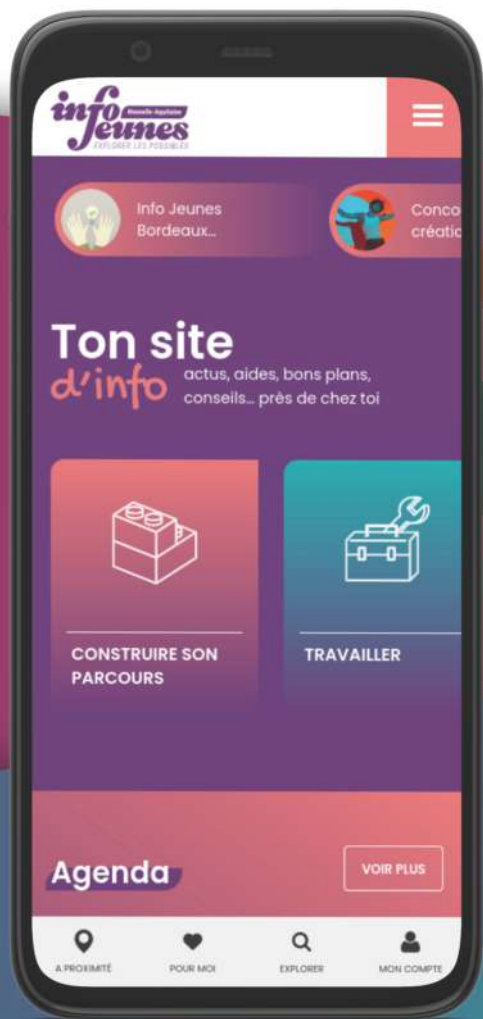 info
Nouvelle-Aquitaine
Jeunes
EXPLORER LES POSSIBLES
Info Jeunes
Bordeaux...
Conco
créatio
Ton site
d'info
actus, aides, bons plans,
conseils... près de chez toi
CONSTRUIRE SON
PARCOURS
TRAVAILLER
Agenda
VOIR PLUS
A PROXIMITÉ
POUR MOI
EXPLORER
MON COMPTE